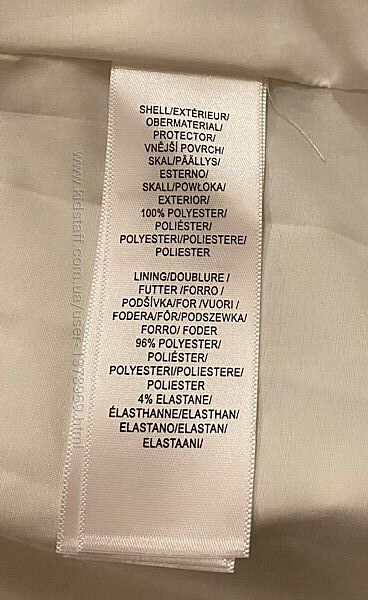 SHELL/EXTÉRIEUR/
OBERMATERIAL/
PROTECTOR/
VNĚJŠÍ POVRCH/
SKAL/PÄÄLLYS/
ESTERNO/
SKALL/POWŁOKA/
EXTERIOR/
100% POLYESTER/
POLIÉSTER/
POLYESTERI/POLIESTERE/
POLIESTER
LINING/DOUBLURE /
FUTTER /FORRO /
PODŠÍVKA/FOR /VUORI /
FODERA/FÔR/PODSZEWKA/
FORRO/ FODER
96% POLYESTER/
POLIÉSTER/
POLYESTERI/POLIESTERE/
POLIESTER
4% ELASTANE/
ÉLASTHANNE/ELASTHAN/
ELASTANO/ELASTAN/
ELASTAANI/